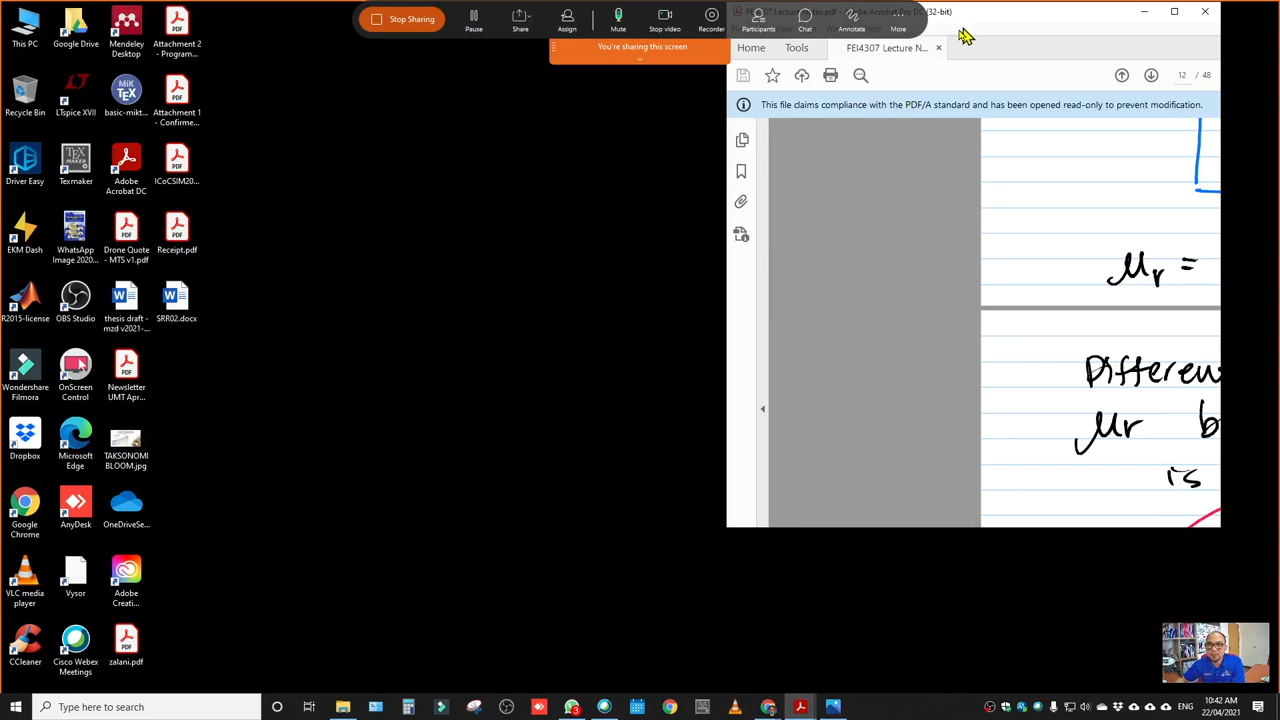 Stop Sharing
Pause
Share
Assign
Mute
Stop video
Recorder
Participants
Chat
Annotate
More
You're sharing this screen
DC (32-bit)
Home
Tools
FEI4307 Lecture N...
12 / 48
This file claims compliance with the PDF/A standard and has been opened read-only to prevent modification.
μr =
Differen
μr b
is
This PC
Google Drive
Mendeley Desktop
Attachment 2 - Program...
Recycle Bin
LTspice XVII
basic-mikt...
Attachment 1 - Confirme...
Driver Easy
Texmaker
Adobe Acrobat DC
ICoCSIM20...
EKM Dash
WhatsApp Image 2020...
Drone Quote - MTS v1.pdf
Receipt.pdf
R2015-license
OBS Studio
thesis draft - mzd v2021-...
SRR02.docx
Wondershare Filmora
OnScreen Control
Newsletter UMT Apr...
Dropbox
Microsoft Edge
TAKSONOMI BLOOM.jpg
Google Chrome
AnyDesk
OneDriveSe...
VLC media player
Vysor
Adobe Creati...
CCleaner
Cisco Webex Meetings
zalani.pdf
Type here to search
3
10:42 AM
22/04/2021